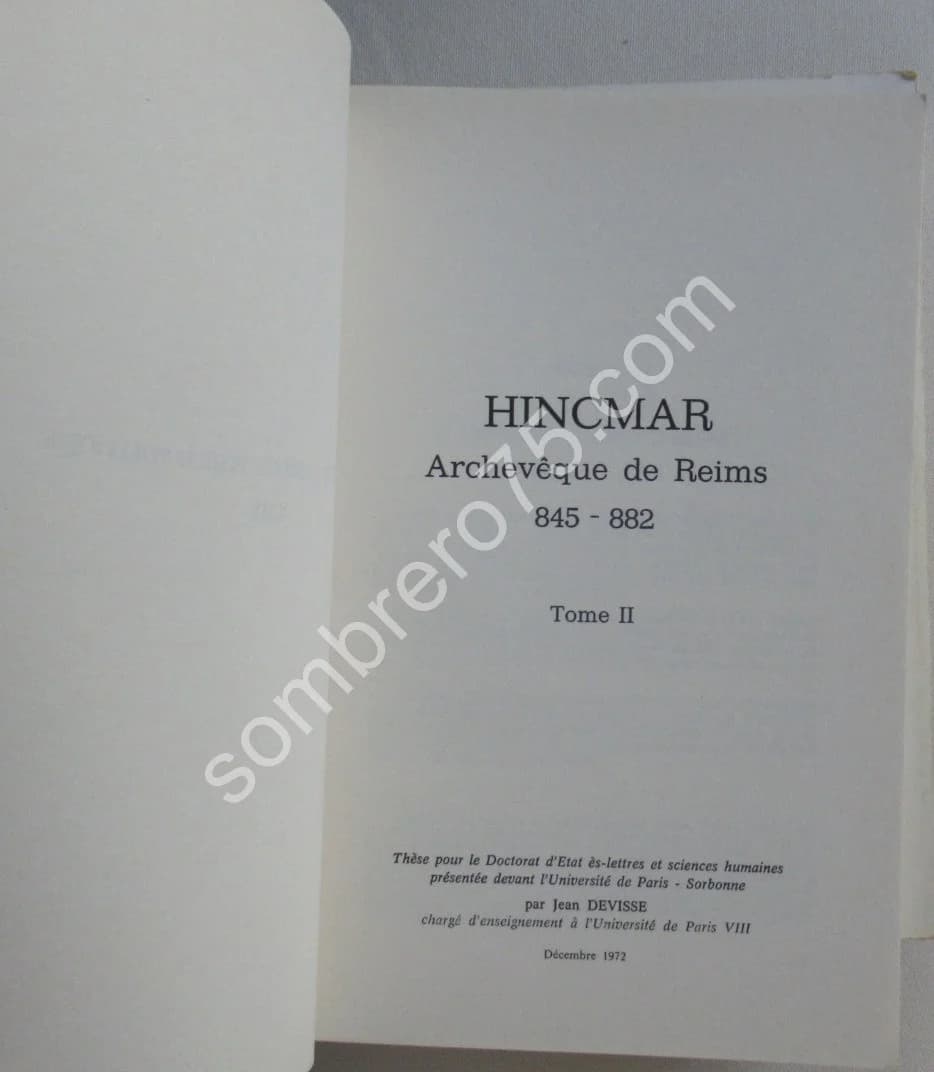 HINCMAR
Archevêque de Reims
845 - 882
Tome II
Thèse pour le Doctorat d'Etat ès-lettres et sciences humaines
présentée devant l'Université de Paris - Sorbonne
par Jean DEVISSE
chargé d'enseignement à l'Université de Paris VIII
Décembre 1972
sombrero75.com